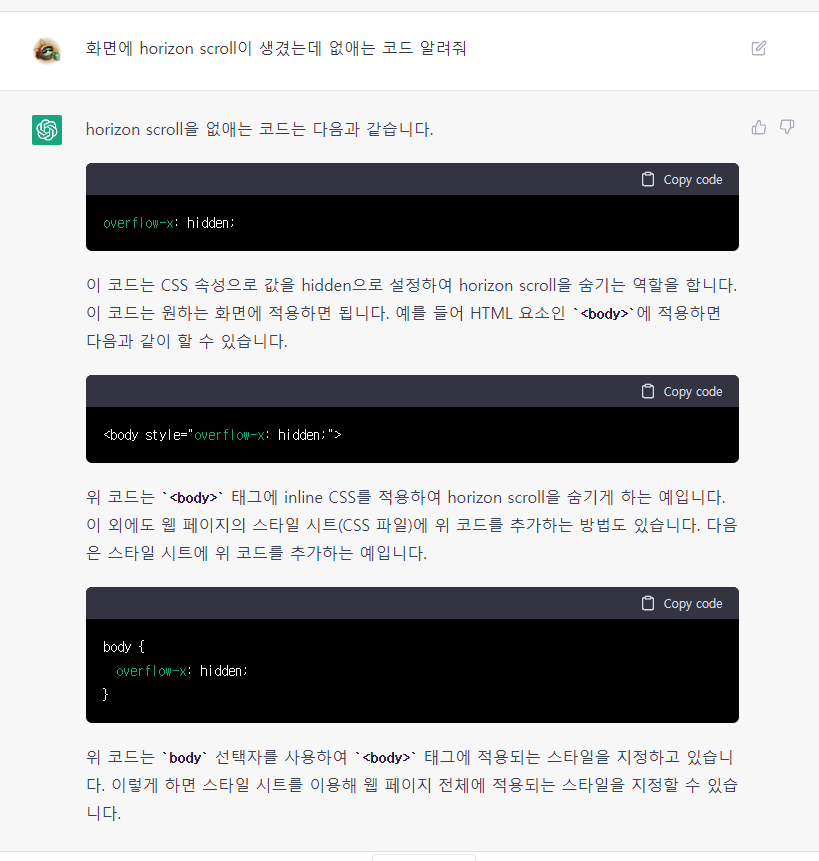 화면에 horizon scroll이 생겼는데 없애는 코드 알려줘
horizon scroll을 없애는 코드는 다음과 같습니다.
Copy code
overflow-x: hidden;
이 코드는 CSS 속성으로 값을 hidden으로 설정하여 horizon scroll을 숨기는 역할을 합니다.
이 코드는 원하는 화면에 적용하면 됩니다. 예를 들어 HTML 요소인 `<body>`에 적용하면
다음과 같이 할 수 있습니다.
Copy code
<body style="overflow-x: hidden;">
위 코드는 `<body>` 태그에 inline CSS를 적용하여 horizon scroll을 숨기게 하는 예입니다.
이 외에도 웹 페이지의 스타일 시트(CSS 파일)에 위 코드를 추가하는 방법도 있습니다. 다음
은 스타일 시트에 위 코드를 추가하는 예입니다.
Copy code
body {
  overflow-x: hidden;
}
위 코드는 `body` 선택자를 사용하여 `<body>` 태그에 적용되는 스타일을 지정하고 있습니
다. 이렇게 하면 스타일 시트를 이용해 웹 페이지 전체에 적용되는 스타일을 지정할 수 있습
니다.